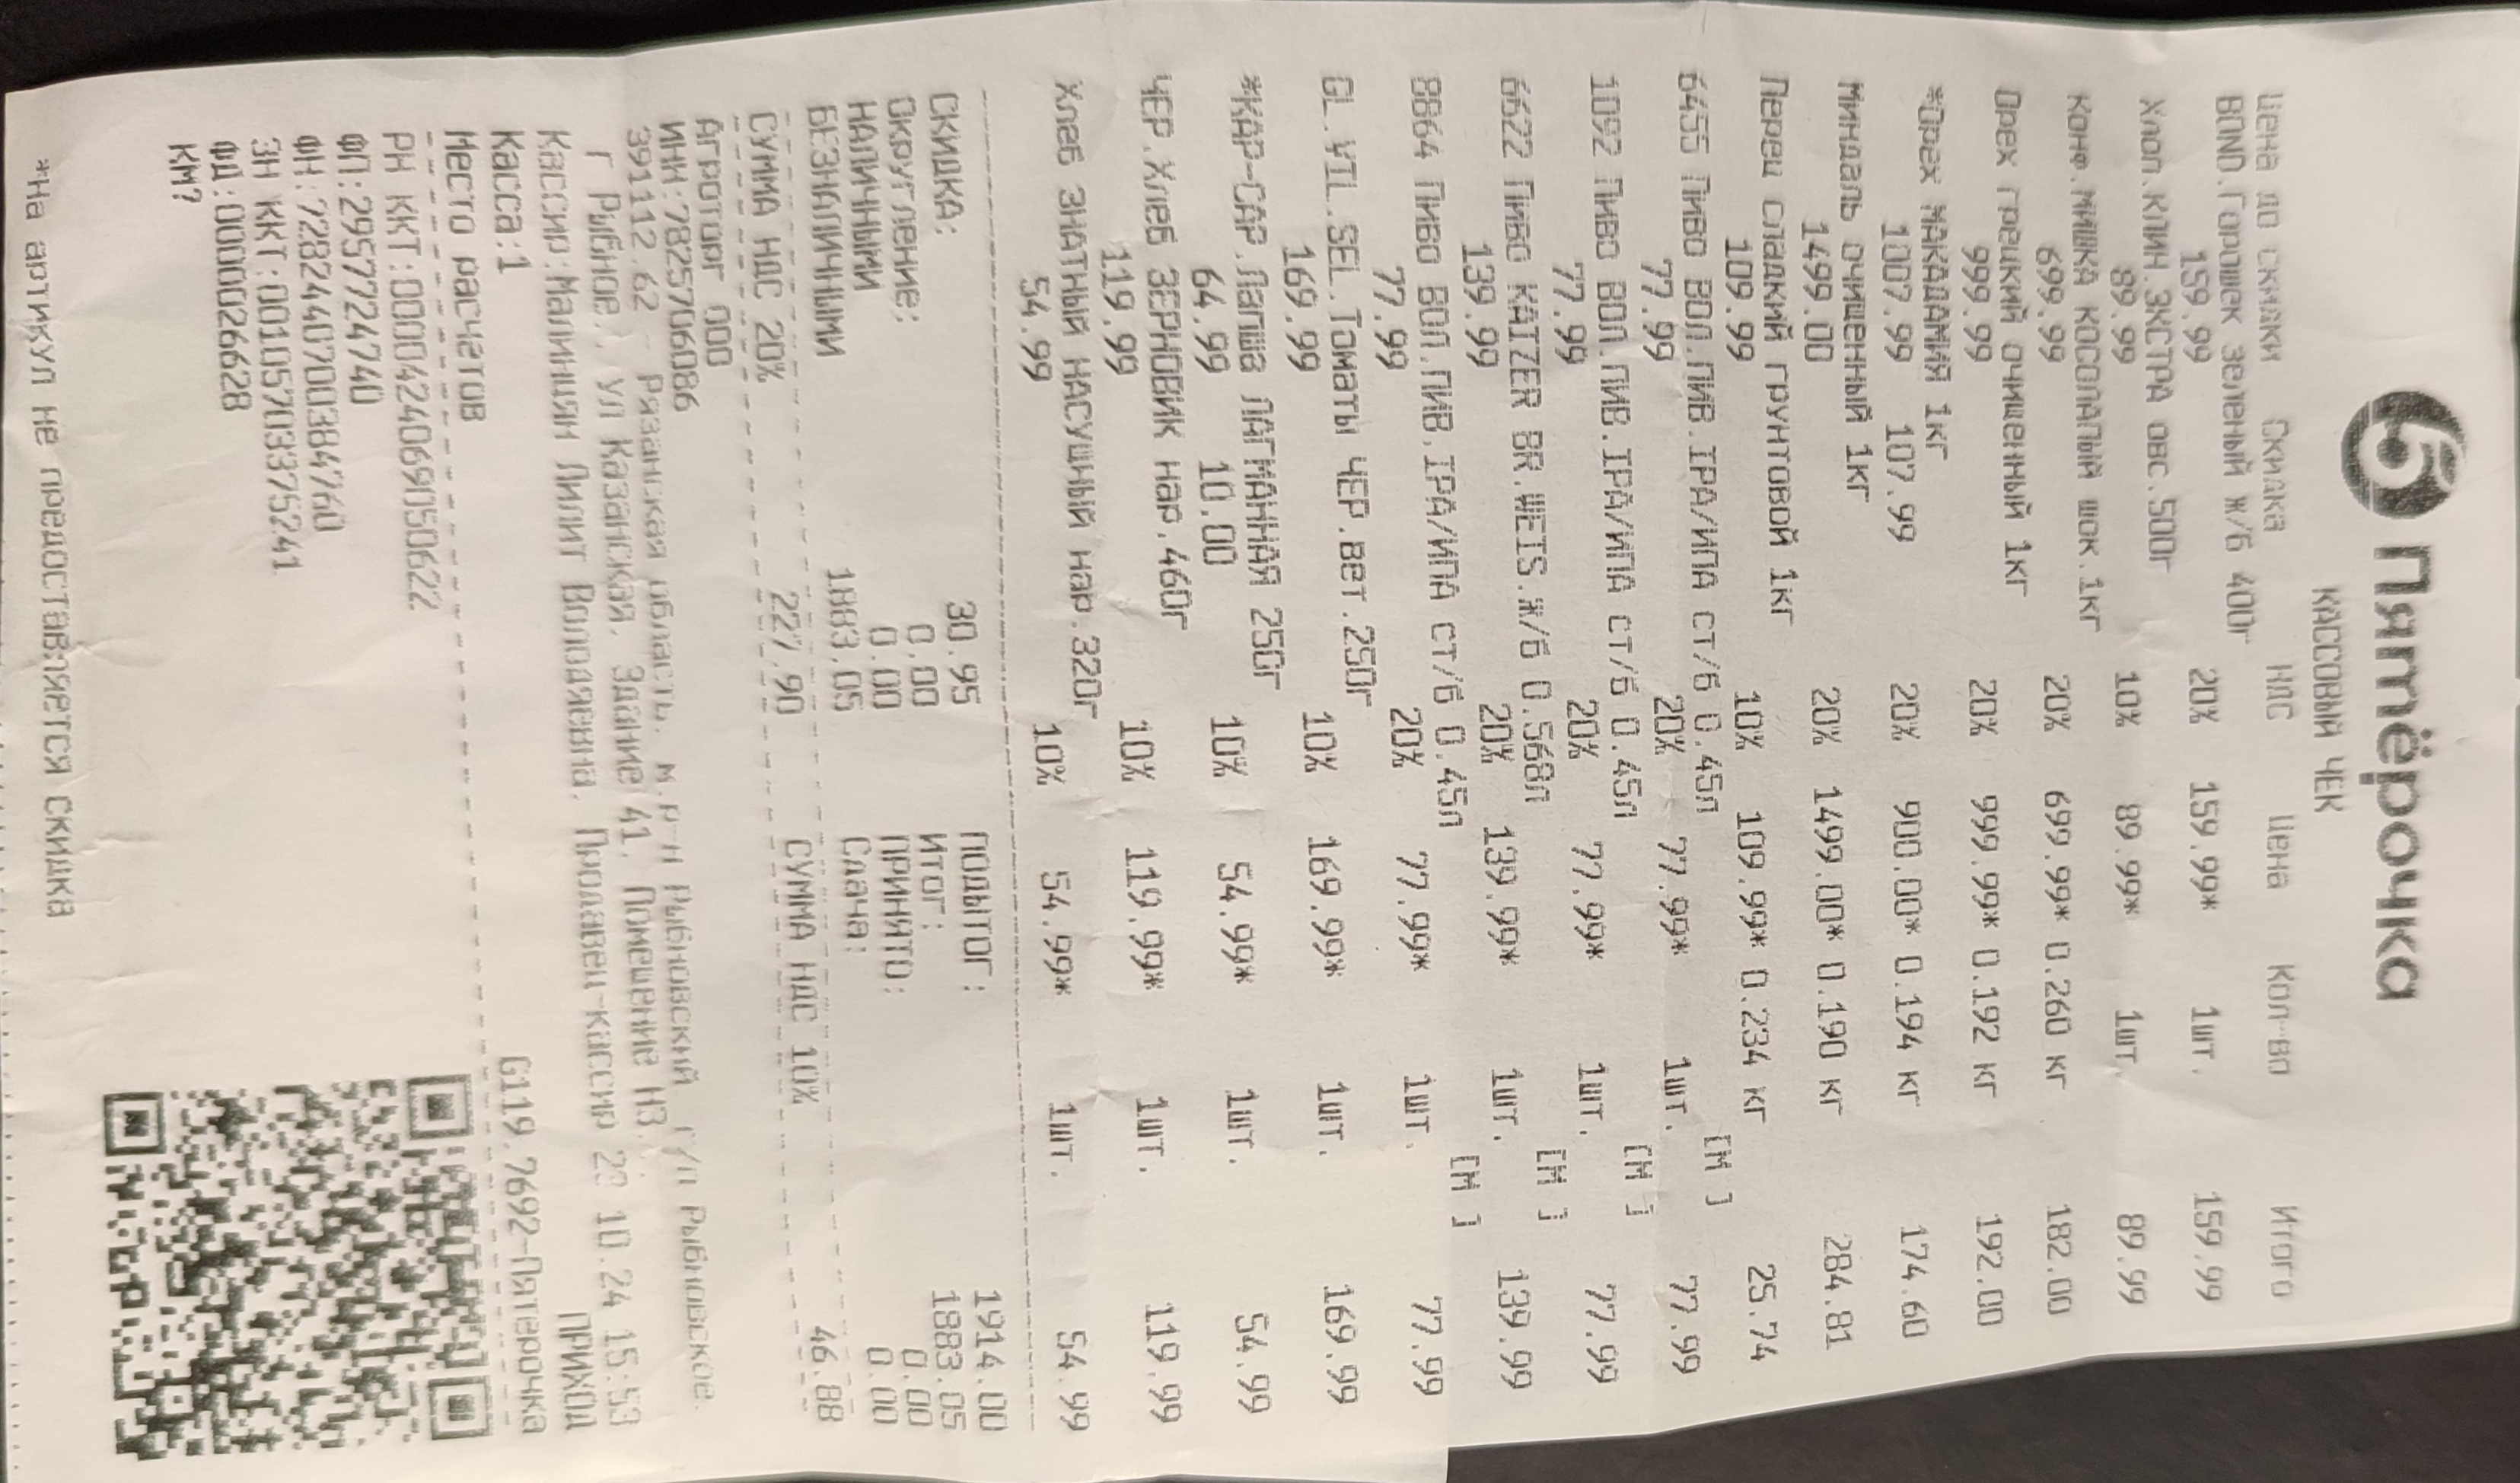 Пятёрочка
КАССОВЫЙ ЧЕК
Цена до скидки Скидка НДС Цена Кол-во Итого
BOND.Горошек зеленый ж/б 400г
159.99 20% 159.99* 1шт. 159.99
Хлоп.КЛИН.ЭКСТРА овс.500г
89.99 10% 89.99* 1шт. 89.99
Конф.МИШКА КОСОЛАПЫЙ шок.1кг
699.99 20% 699.99* 0.260 кг 182.00
Орех грецкий очищенный 1кг
999.99 20% 999.99* 0.192 кг 192.00
*Орех МАКАДАМИЯ 1кг
1007.99 107.99 20% 900.00* 0.194 кг 174.60
Миндаль очищенный 1кг
1499.00 20% 1499.00* 0.190 кг 284.81
Перец сладкий грунтовой 1кг
109.99 10% 109.99* 0.234 кг 25.74
6455 Пиво ВОЛ.ПИВ.IPA/ИПА ст/б 0.45л [M ]
77.99 20% 77.99* 1шт. 77.99
1092 Пиво ВОЛ.ПИВ.IPA/ИПА ст/б 0.45л [M ]
77.99 20% 77.99* 1шт. 77.99
6622 Пиво KAIZER BR.WEIS.ж/б 0.568л [M ]
139.99 20% 139.99* 1шт. 139.99
8864 Пиво ВОЛ.ПИВ.IPA/ИПА ст/б 0.45л [M ]
77.99 20% 77.99* 1шт. 77.99
GL.VIL.SEL.Томаты ЧЕР.вет.250г
169.99 10% 169.99* 1шт. 169.99
*КАР-САР.Лапша ЛАГМАННАЯ 250г
64.99 10.00 10% 54.99* 1шт. 54.99
ЧЕР.Хлеб ЗЕРНОВИК нар.460г
119.99 10% 119.99* 1шт. 119.99
Хлеб ЗНАТНЫЙ НАСУЩНЫЙ нар.320г
54.99 10% 54.99* 1шт. 54.99
ПОДЫТОГ: 1914.00
СКИДКА: 30.95 ИТОГ: 1883.05
Округление: 0.00 ПРИНЯТО: 0.00
НАЛИЧНЫМИ 0.00 Сдача: 0.00
БЕЗНАЛИЧНЫМИ 1883.05
СУММА НДС 20% 227.90 СУММА НДС 10% 46.88
Агроторг ООО
ИНН:7825706086
391112,62 - Рязанская область, м.р-н Рыбновский, г/п Рыбновское,
г Рыбное, ул Казанская, Здание 41, Помещение Н3.
Кассир:Малинцян Лилит Володяевна, Продавец-кассир 22 10.24 15:53
Касса:1 ПРИХОД
Место расчетов G119,7692-Пятерочка
РН ККТ:0000424069050622
ФП:2957724740
ФН:7282440700384760
ЗН ККТ:00105703375241
ФД:0000026628
КМ?
*На артикул не предоставляется скидка